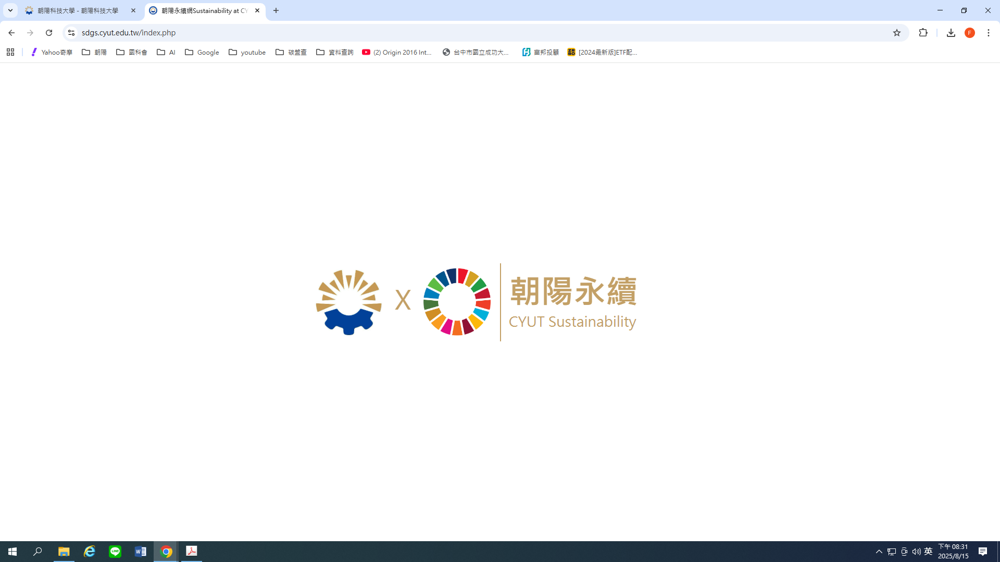 朝陽科技大學 - 朝陽科技大學
朝陽永續網Sustainability at CY
sdgs.cyut.edu.tw/index.php
Yahoo奇摩
朝陽
國科會
AI
Google
youtube
碳盤查
資料查詢
(2) Origin 2016 Int...
台中市國立成功大...
富邦投顧
[2024最新版]ETF配...
F
X
朝陽永續
CYUT Sustainability
LINE
英
下午 08:31
2025/8/15